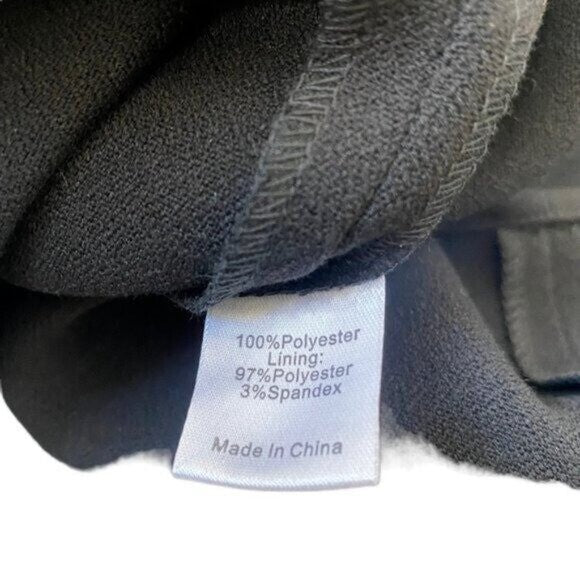 100%Polyester
Lining:
97%Polyester
3%Spandex
Made In China